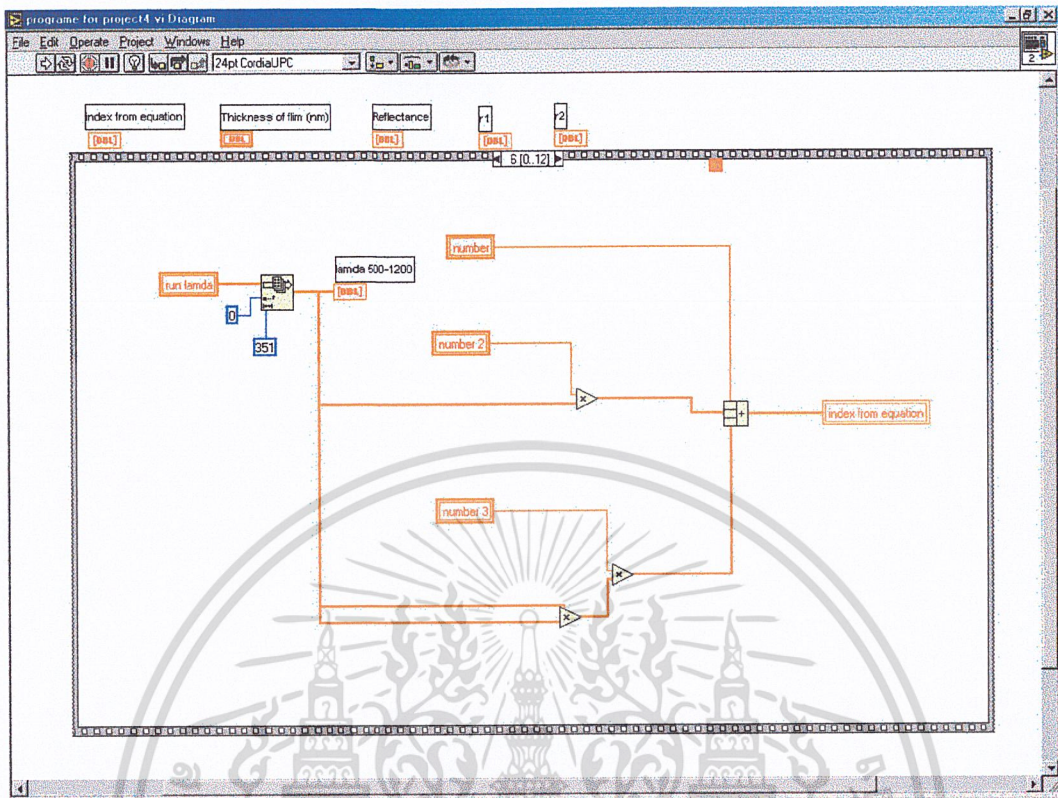 programe for project4.vi Diagram
File Edit Operate Project Windows Help
24pt CordiaUPC
2
index from equation
Thickness of flim (nm)
Reflectance
r1
r2
[DBL]
[DBL]
[DBL]
[DBL]
[DBL]
6 [0..12]
number
run lamda
lamda 500-1200
[DBL]
0
351
number 2
x
+
index from equation
number 3
x
x